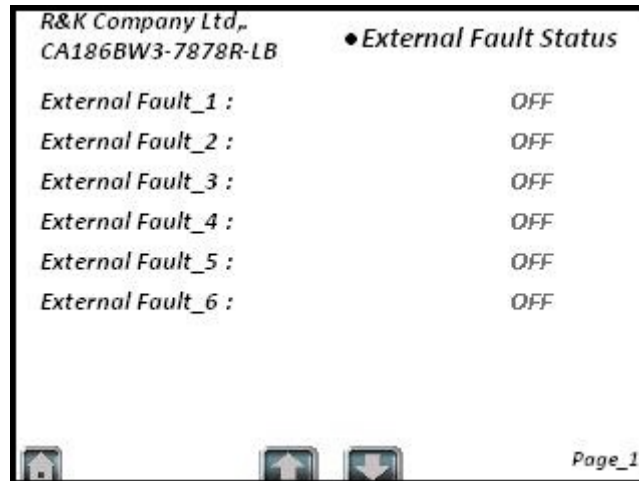 R&K Company Ltd,.
CA186BW3-7878R-LB
•External Fault Status
External Fault_1 : OFF
External Fault_2 : OFF
External Fault_3 : OFF
External Fault_4 : OFF
External Fault_5 : OFF
External Fault_6 : OFF
Page_1